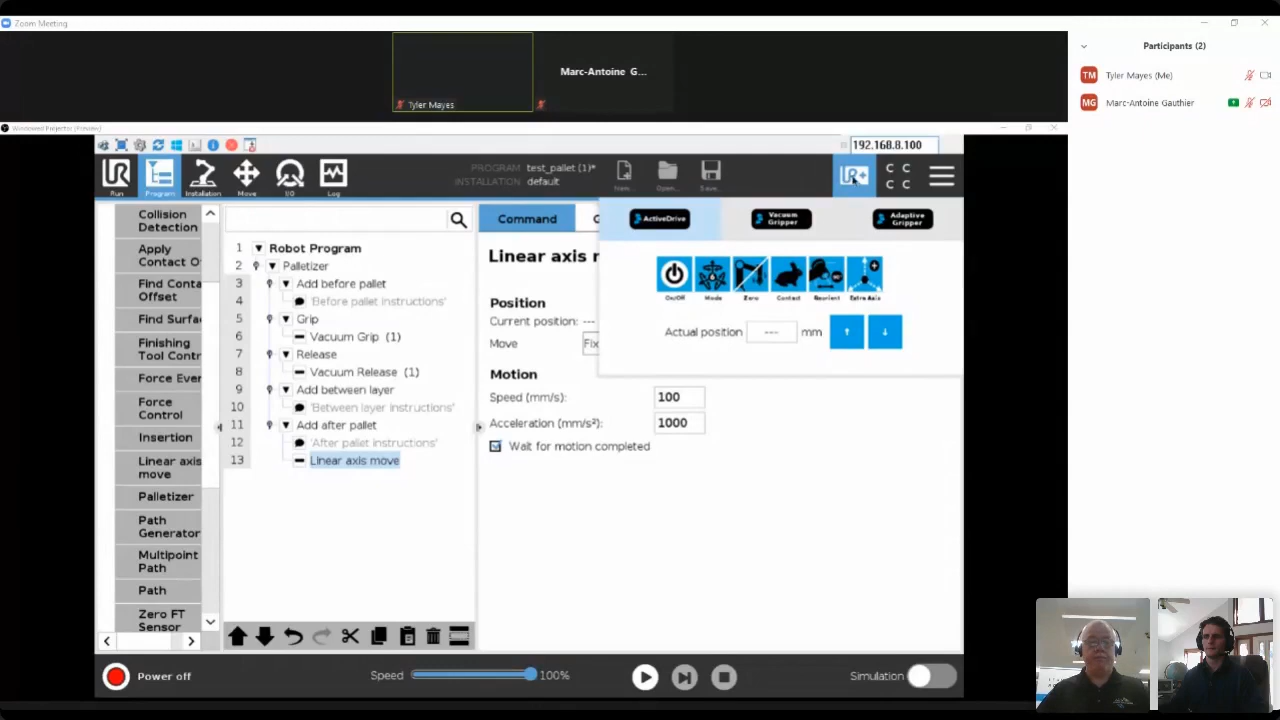 Zoom Meeting
Participants (2)
TM Tyler Mayes (Me)
MG Marc-Antoine Gauthier
Tyler Mayes
Marc-Antoine G...
Windowed Projector (Preview)
192.168.8.100
UR
Run
Program
Installation
Move
I/O
Log
PROGRAM test_pallet (1)*
INSTALLATION default
New...
Open...
Save...
UR+
C C
C C
Collision
Detection
Apply
Contact O
Find Conta
Offset
Find Surfa
Finishing
Tool Contr
Force Ever
Force
Control
Insertion
Linear axis
move
Palletizer
Path
Generator
Multipoint
Path
Path
Zero FT
Sensor
1 Robot Program
2 Palletizer
3 Add before pallet
4 'Before pallet instructions'
5 Grip
6 Vacuum Grip (1)
7 Release
8 Vacuum Release (1)
9 Add between layer
10 'Between layer instructions'
11 Add after pallet
12 'After pallet instructions'
13 Linear axis move
Command
Linear axis
Position
Current position: ---
Move Fix
Motion
Speed (mm/s): 100
Acceleration (mm/s²): 1000
Wait for motion completed
ActiveDrive
Vacuum
Gripper
Adaptive
Gripper
On/Off
Mode
Zero
Contact
Reorient
Extra Axis
Actual position --- mm
Power off
Speed 100%
Simulation